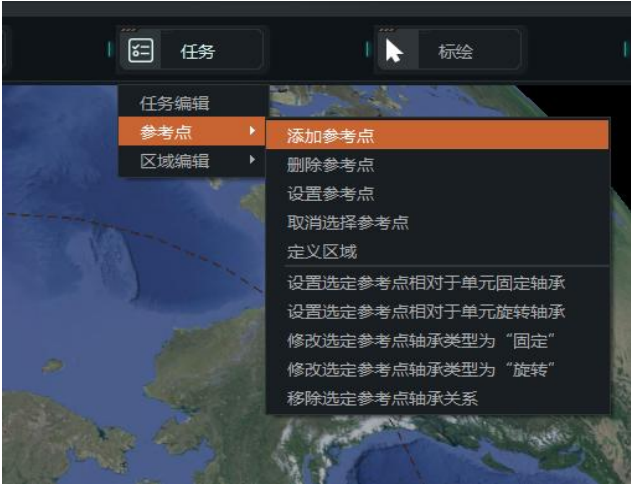 任务
标绘
任务编辑
参考点
区域编辑
添加参考点
删除参考点
设置参考点
取消选择参考点
定义区域
设置选定参考点相对于单元固定轴承
设置选定参考点相对于单元旋转轴承
修改选定参考点轴承类型为“固定”
修改选定参考点轴承类型为“旋转”
移除选定参考点轴承关系